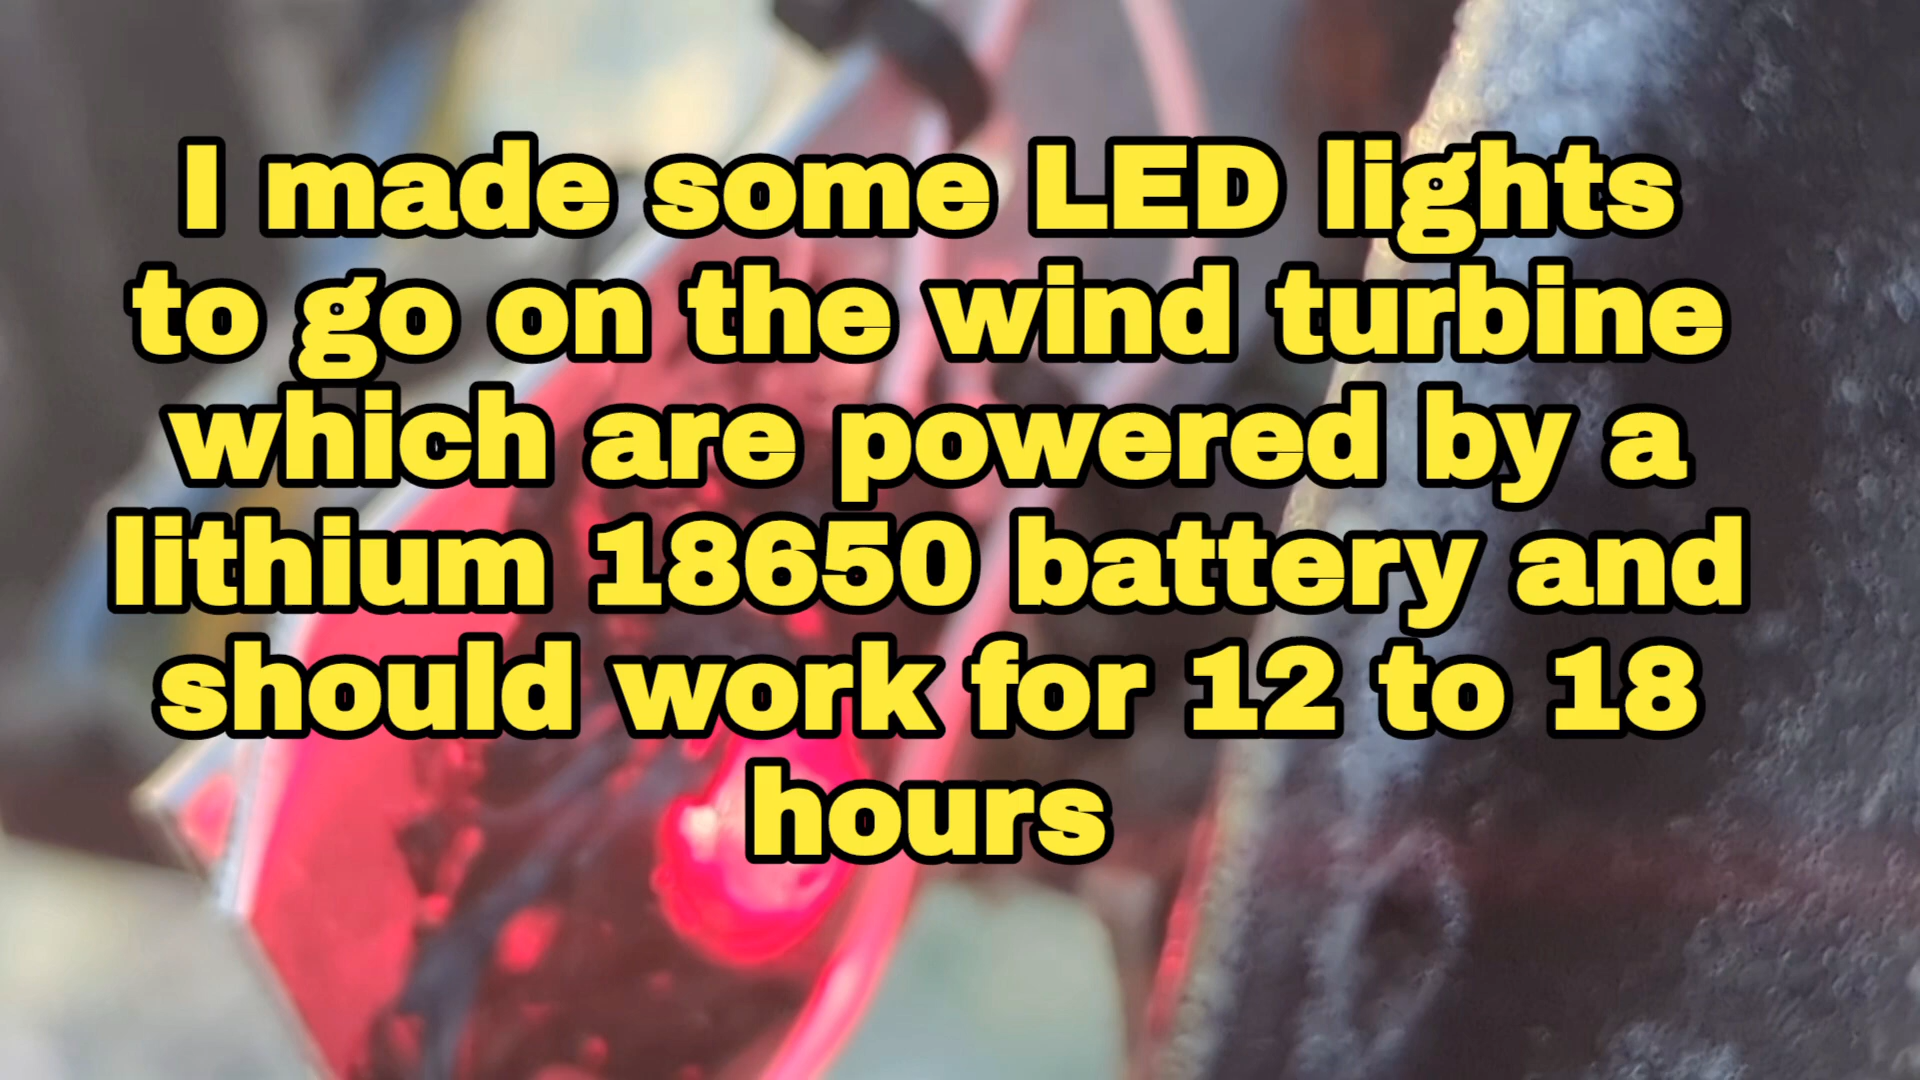 I made some LED lights
to go on the wind turbine
which are powered by a
lithium 18650 battery and
should work for 12 to 18
hours